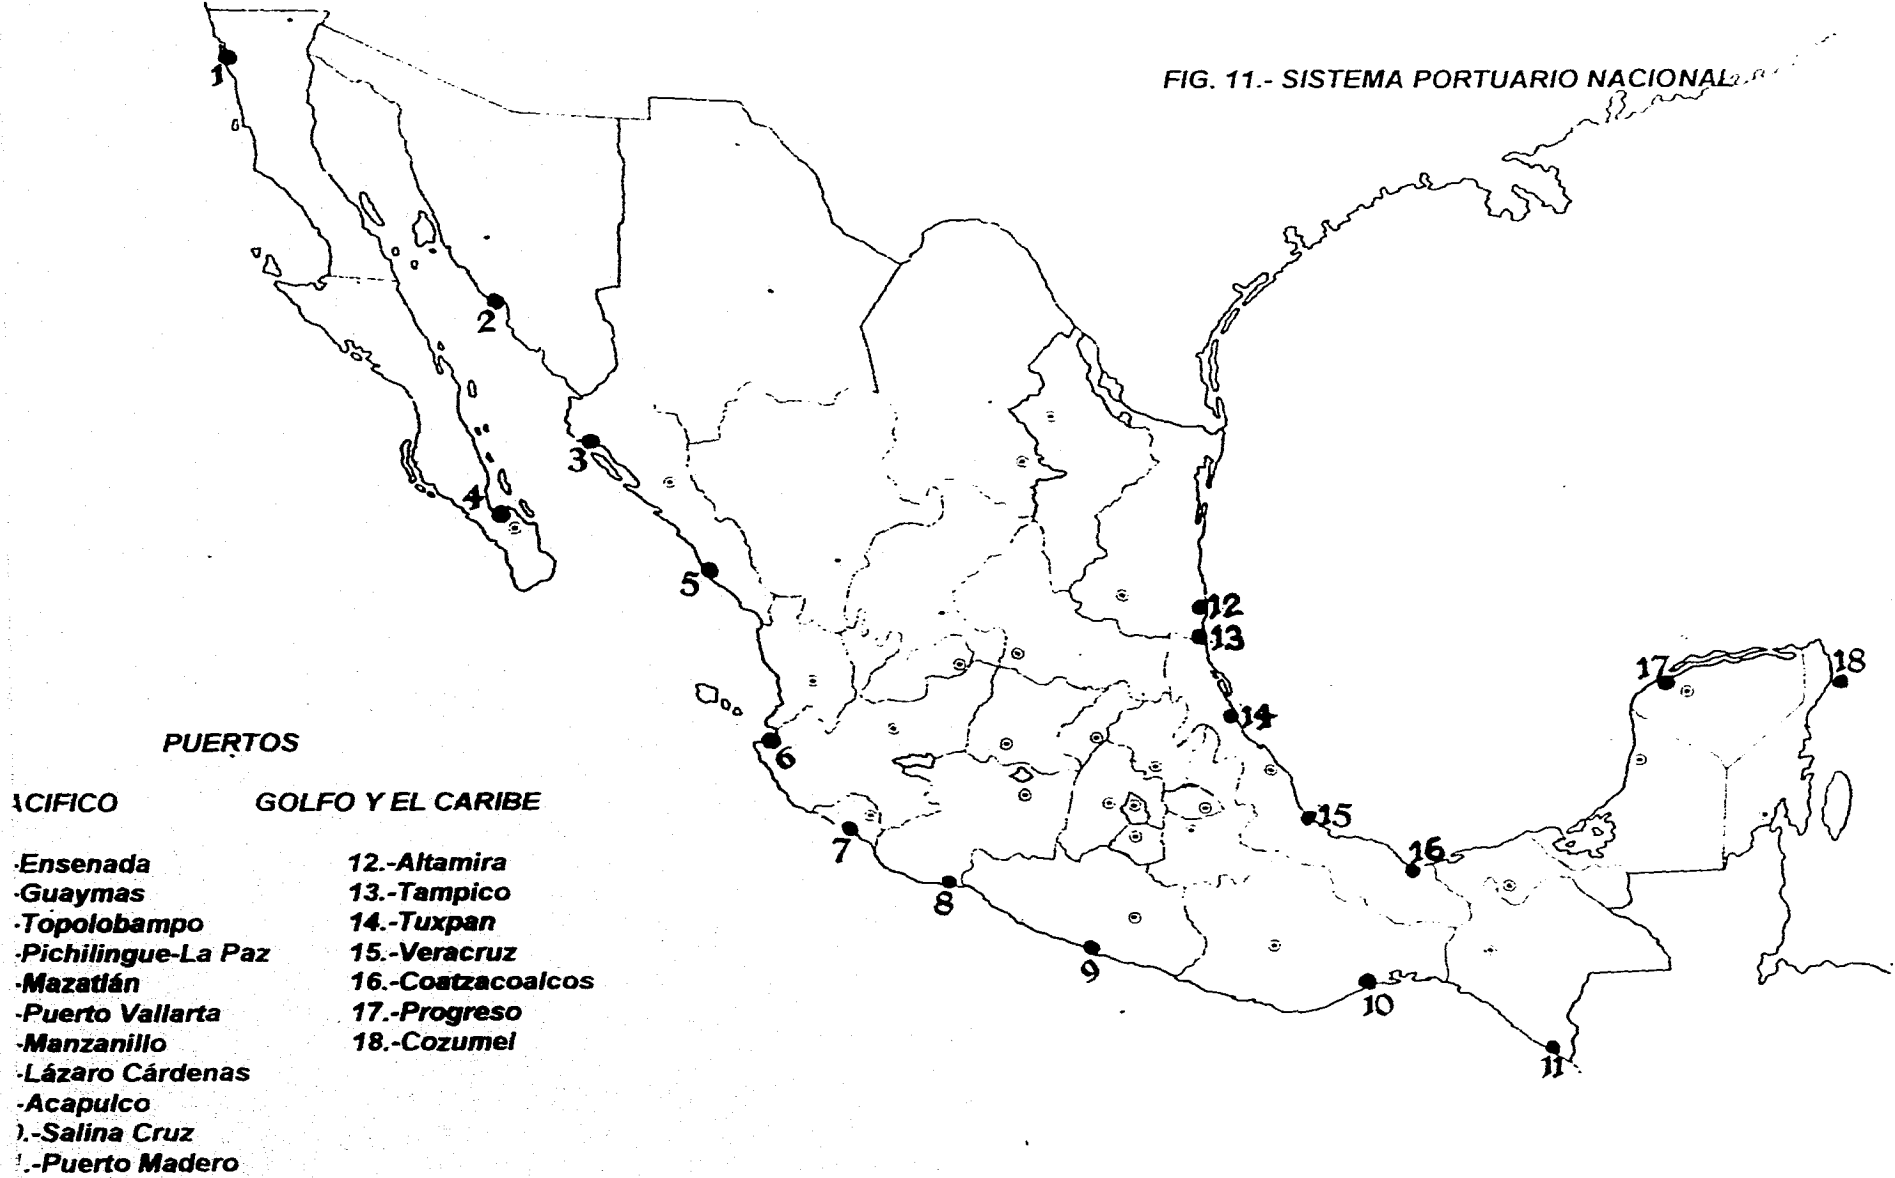 FIG. 11.- SISTEMA PORTUARIO NACIONAL
1
2
3
4
5
6
7
8
9
10
11
12
13
14
15
16
17
18
PUERTOS
ACIFICO
GOLFO Y EL CARIBE
-Ensenada
-Guaymas
-Topolobampo
-Pichilingue-La Paz
-Mazatlán
-Puerto Vallarta
-Manzanillo
-Lázaro Cárdenas
-Acapulco
).-Salina Cruz
.-Puerto Madero
12.-Altamira
13.-Tampico
14.-Tuxpan
15.-Veracruz
16.-Coatzacoalcos
17.-Progreso
18.-Cozumel